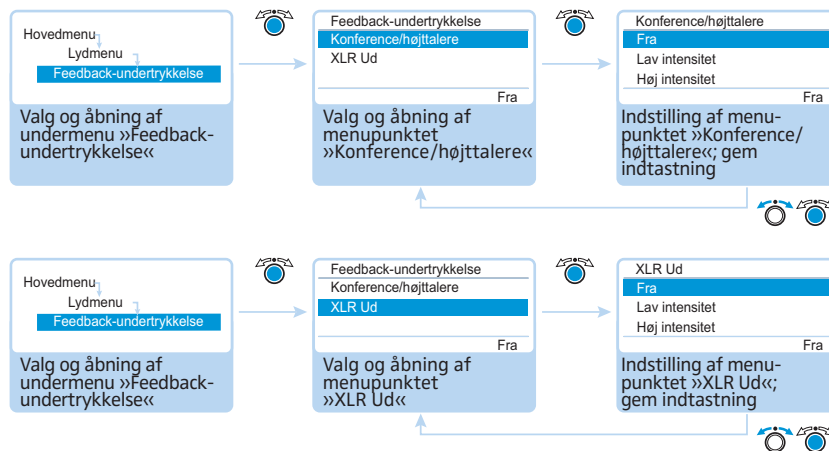 Hovedmenu
Lydmenu
Feedback-undertrykkelse
Valg og åbning af
undermenu »Feedback-
undertrykkelse«
Feedback-undertrykkelse
Konference/højttalere
XLR Ud
Fra
Valg og åbning af
menupunktet
»Konference/højttalere«
Konference/højttalere
Fra
Lav intensitet
Høj intensitet
Fra
Indstilling af menu-
punktet »Konference/
højttalere«; gem
indtastning
Hovedmenu
Lydmenu
Feedback-undertrykkelse
Valg og åbning af
undermenu »Feedback-
undertrykkelse«
Feedback-undertrykkelse
Konference/højttalere
XLR Ud
Fra
Valg og åbning af
menupunktet
»XLR Ud«
XLR Ud
Fra
Lav intensitet
Høj intensitet
Fra
Indstilling af menu-
punktet »XLR Ud«;
gem indtastning